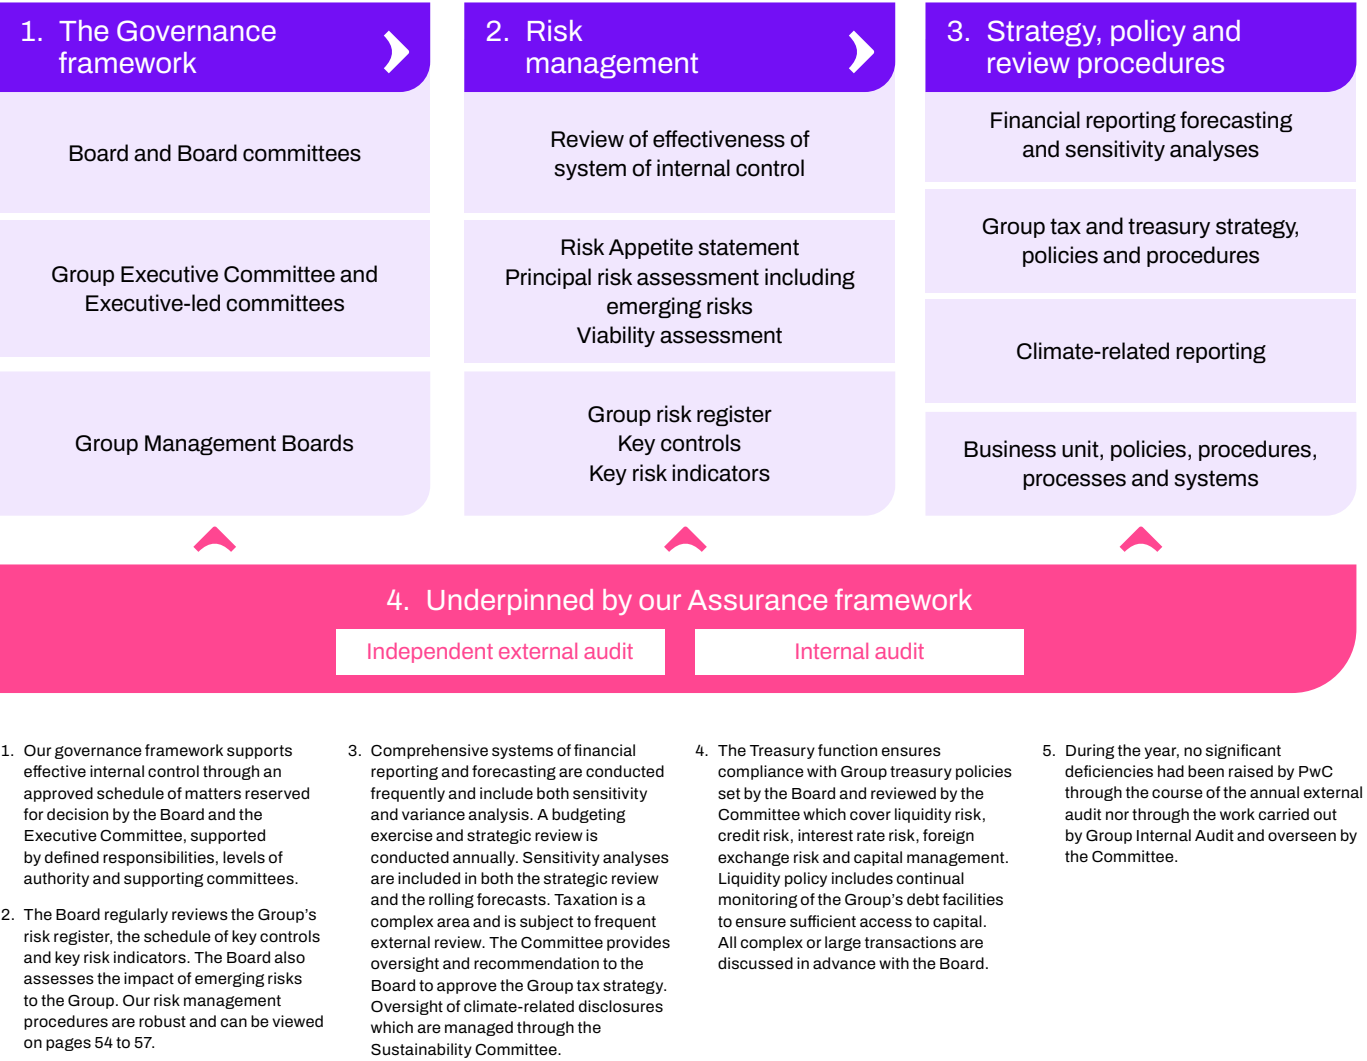 1. The Governance
framework
Board and Board committees
Group Executive Committee and
Executive-led committees
Group Management Boards
2. Risk
management
Review of effectiveness of
system of internal control
Risk Appetite statement
Principal risk assessment including
emerging risks
Viability assessment
Group risk register
Key controls
Key risk indicators
3. Strategy, policy and
review procedures
Financial reporting forecasting
and sensitivity analyses
Group tax and treasury strategy,
policies and procedures
Climate-related reporting
Business unit, policies, procedures,
processes and systems
4. Underpinned by our Assurance framework
Independent external audit
Internal audit
1. Our governance framework supports
effective internal control through an
approved schedule of matters reserved
for decision by the Board and the
Executive Committee, supported
by defined responsibilities, levels of
authority and supporting committees.
2. The Board regularly reviews the Group’s
risk register, the schedule of key controls
and key risk indicators. The Board also
assesses the impact of emerging risks
to the Group. Our risk management
procedures are robust and can be viewed
on pages 54 to 57.
3. Comprehensive systems of financial
reporting and forecasting are conducted
frequently and include both sensitivity
and variance analysis. A budgeting
exercise and strategic review is
conducted annually. Sensitivity analyses
are included in both the strategic review
and the rolling forecasts. Taxation is a
complex area and is subject to frequent
external review. The Committee provides
oversight and recommendation to the
Board to approve the Group tax strategy.
Oversight of climate-related disclosures
which are managed through the
Sustainability Committee.
4. The Treasury function ensures
compliance with Group treasury policies
set by the Board and reviewed by the
Committee which cover liquidity risk,
credit risk, interest rate risk, foreign
exchange risk and capital management.
Liquidity policy includes continual
monitoring of the Group’s debt facilities
to ensure sufficient access to capital.
All complex or large transactions are
discussed in advance with the Board.
5. During the year, no significant
deficiencies had been raised by PwC
through the course of the annual external
audit nor through the work carried out
by Group Internal Audit and overseen by
the Committee.